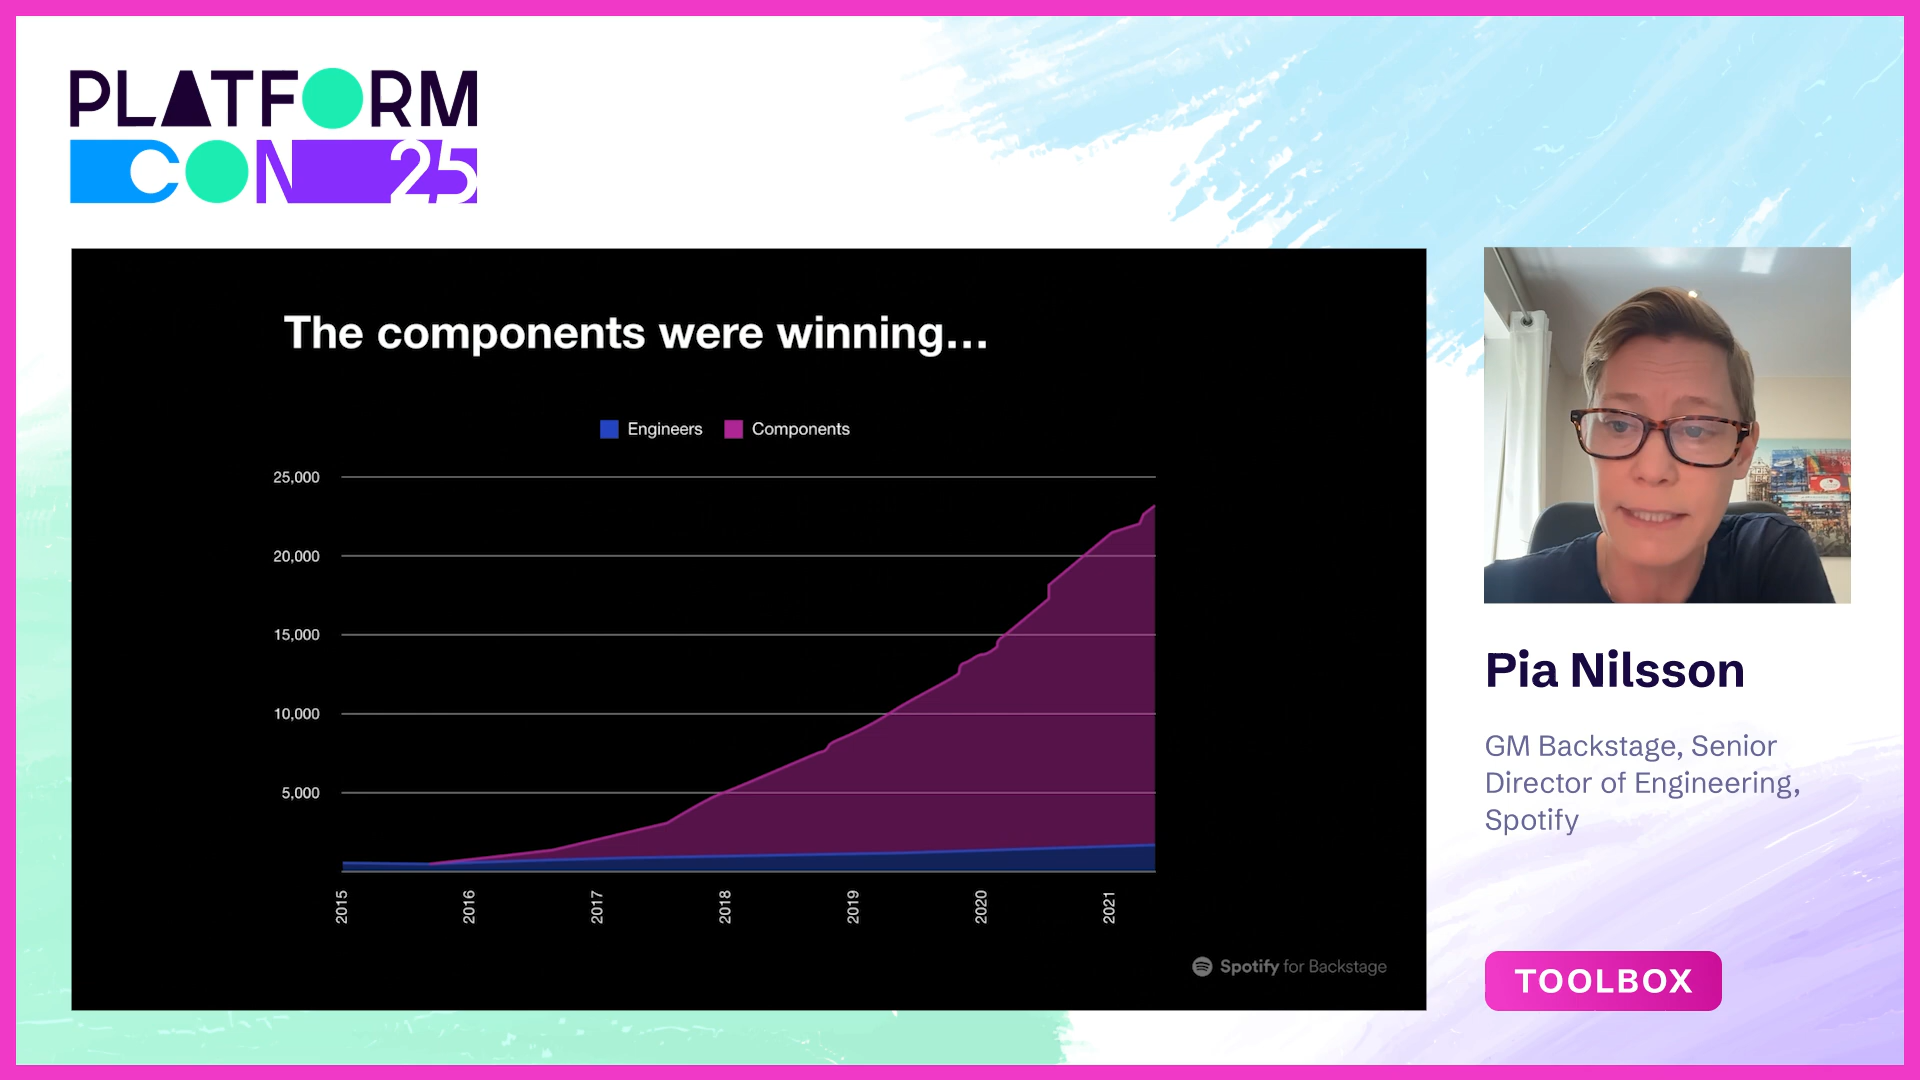 PLATFORM
CON 25
The components were winning...
Engineers Components
25,000
20,000
15,000
10,000
5,000
2015 2016 2017 2018 2019 2020 2021
Spotify for Backstage
Pia Nilsson
GM Backstage, Senior
Director of Engineering,
Spotify
TOOLBOX